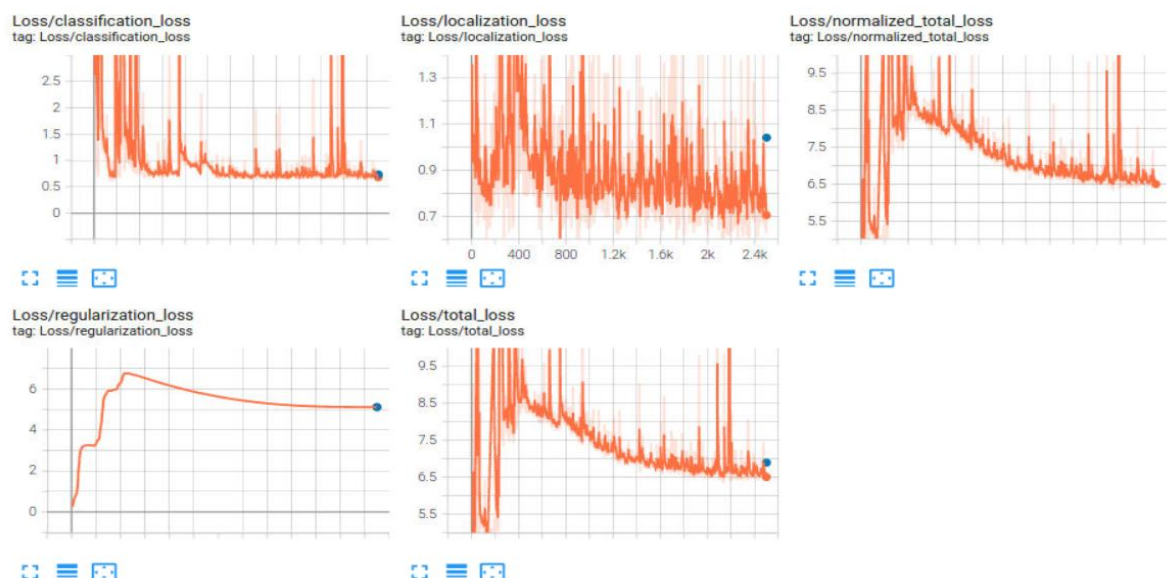 Loss/classification_loss
tag: Loss/classification_loss
2.5
2
1.5
1
0.5
0
Loss/localization_loss
tag: Loss/localization_loss
1.3
1.1
0.9
0.7
0 400 800 1.2k 1.6k 2k 2.4k
Loss/normalized_total_loss
tag: Loss/normalized_total_loss
9.5
8.5
7.5
6.5
5.5
Loss/regularization_loss
tag: Loss/regularization_loss
6
4
2
0
Loss/total_loss
tag: Loss/total_loss
9.5
8.5
7.5
6.5
5.5